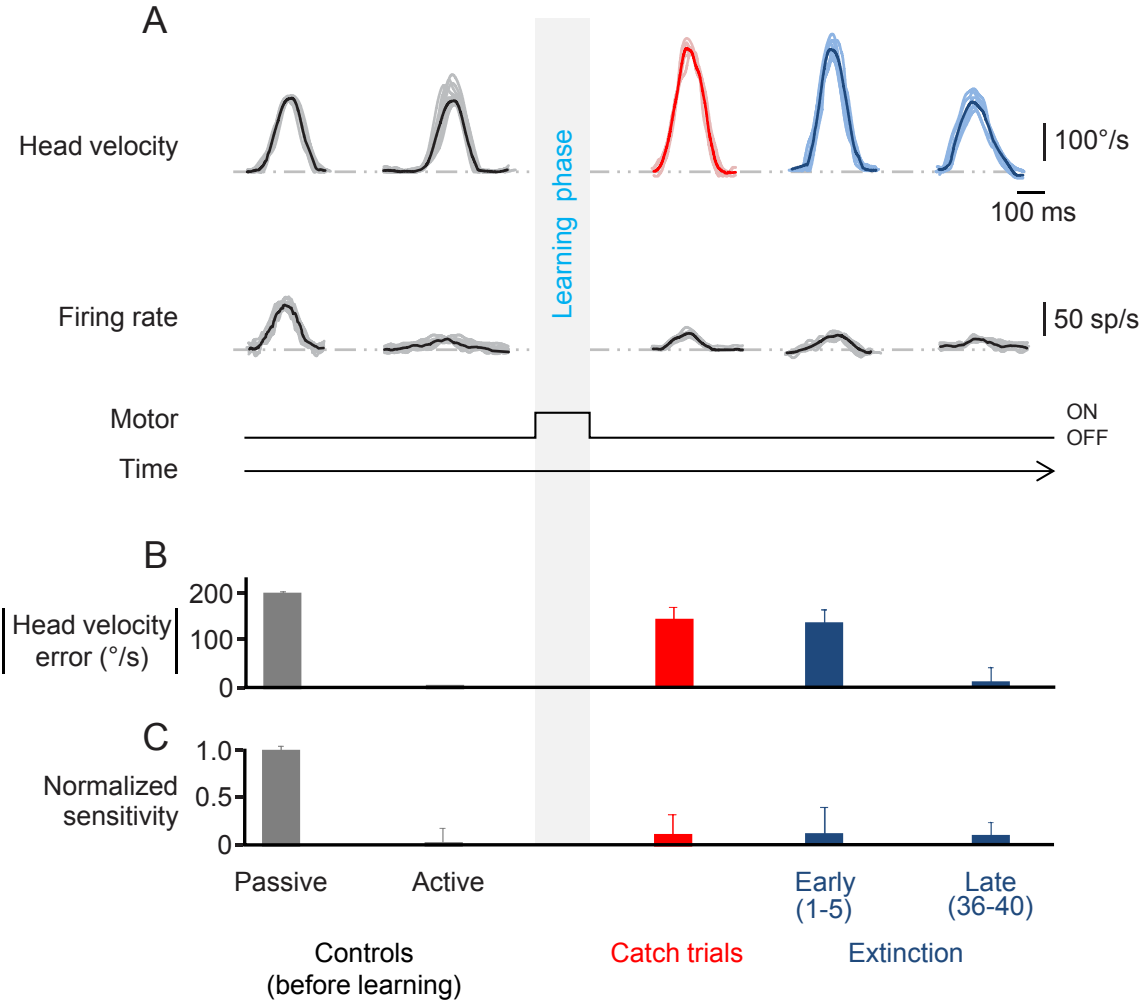 A
Head velocity
100°/s
100 ms
Learning phase
Firing rate
50 sp/s
Motor
ON
OFF
Time
B
Head velocity
error (°/s)
200
100
0
C
Normalized
sensitivity
1.0
0.5
0
Passive
Active
Early
(1-5)
Late
(36-40)
Controls
(before learning)
Catch trials
Extinction